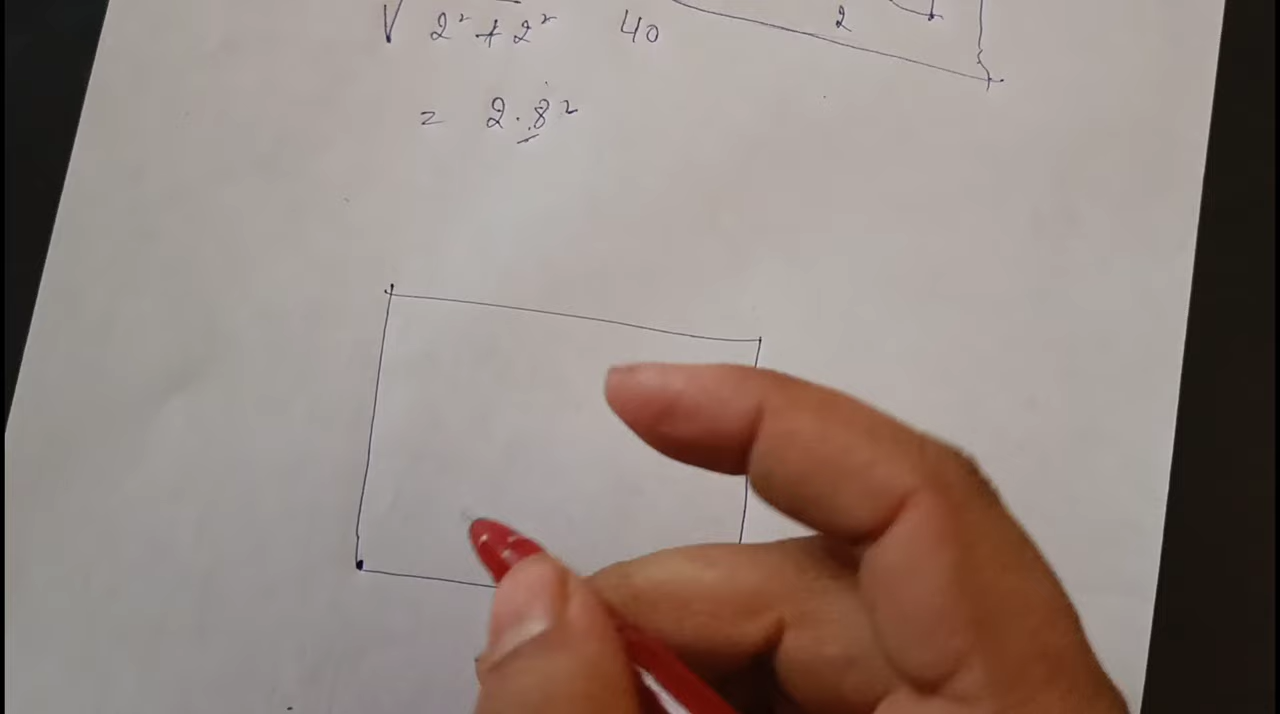 √ 2² + 2² 40
2
= 2.8²